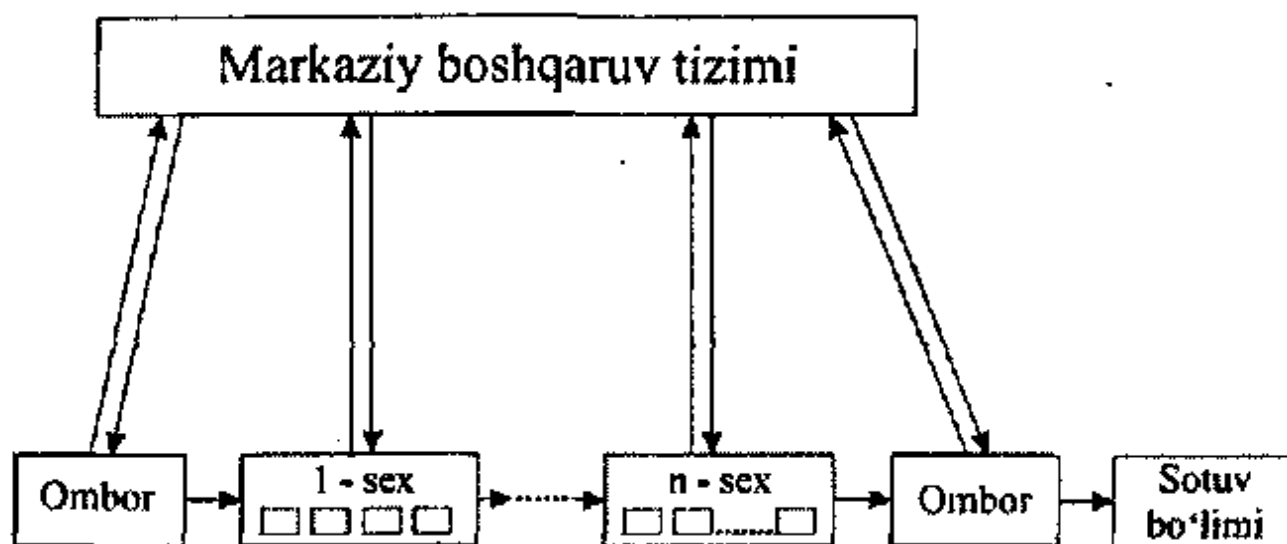 Markaziy boshqaruv tizimi
Ombor
1 - sex
n - sex
Ombor
Sotuv
bo‘limi